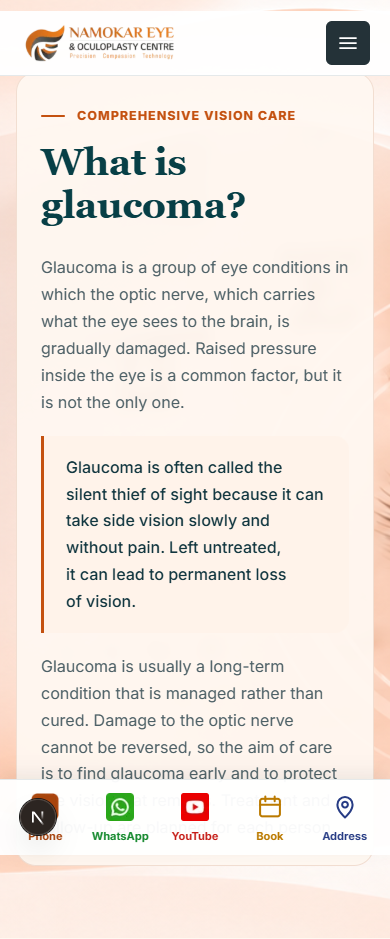 NAMOKAR EYE
& OCULOPLASTY CENTRE
Precision Compassion Technology
COMPREHENSIVE VISION CARE
What is
glaucoma?
Glaucoma is a group of eye conditions in
which the optic nerve, which carries
what the eye sees to the brain, is
gradually damaged. Raised pressure
inside the eye is a common factor, but it
is not the only one.
Glaucoma is often called the
silent thief of sight because it can
take side vision slowly and
without pain. Left untreated,
it can lead to permanent loss
of vision.
Glaucoma is usually a long-term
condition that is managed rather than
cured. Damage to the optic nerve
cannot be reversed, so the aim of care
is to find glaucoma early and to protect
N
Phone
WhatsApp
YouTube
Book
Address